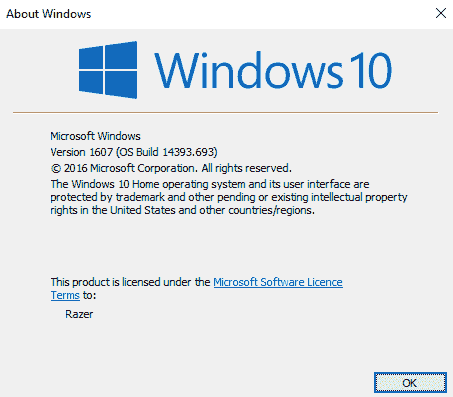 About Windows
Windows 10
Microsoft Windows
Version 1607 (OS Build 14393.693)
© 2016 Microsoft Corporation. All rights reserved.
The Windows 10 Home operating system and its user interface are
protected by trademark and other pending or existing intellectual property
rights in the United States and other countries/regions.
This product is licensed under the Microsoft Software Licence
Terms to:
Razer
OK